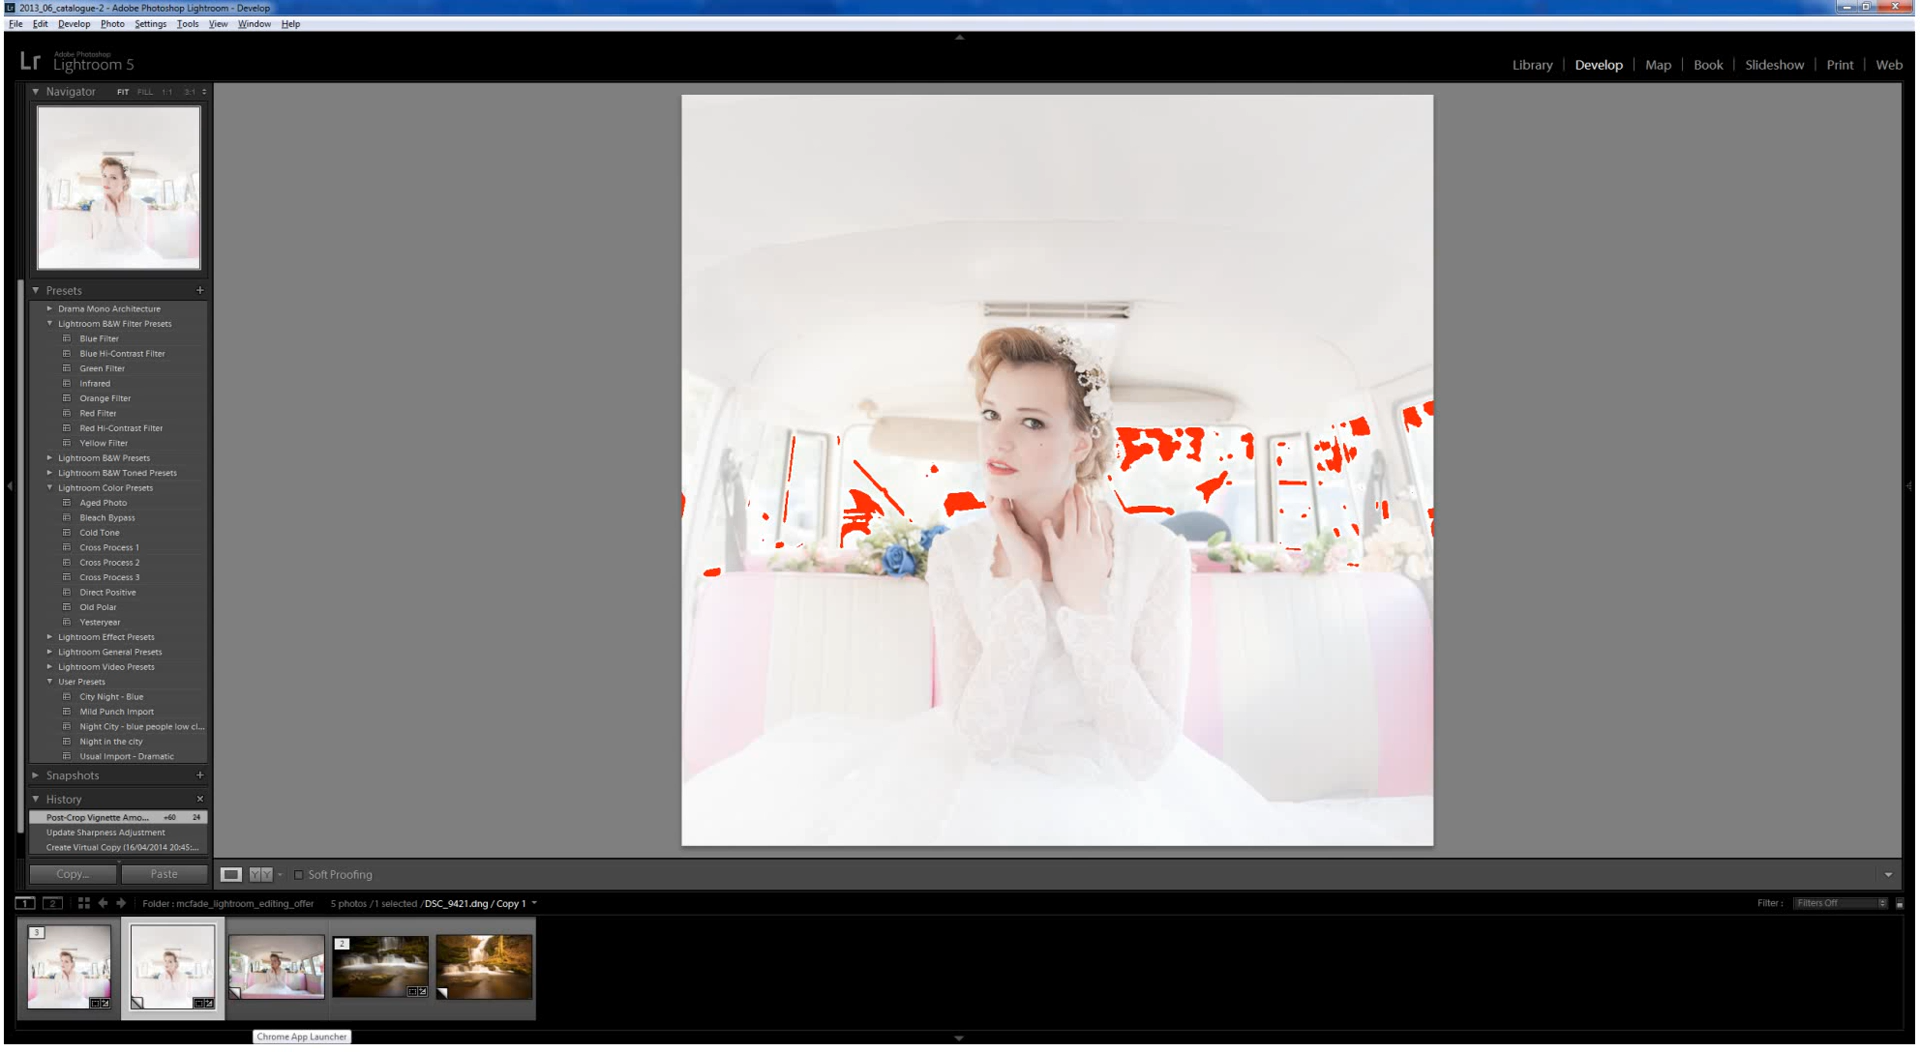 2013_06_catalogue-2 - Adobe Photoshop Lightroom - Develop
File Edit Develop Photo Settings Tools View Window Help
Lr Adobe Photoshop
Lightroom 5
Library | Develop | Map | Book | Slideshow | Print | Web
Navigator FIT FILL 1:1 3:1
Presets +
Drama Mono Architecture
Lightroom B&W Filter Presets
Blue Filter
Blue Hi-Contrast Filter
Green Filter
Infrared
Orange Filter
Red Filter
Red Hi-Contrast Filter
Yellow Filter
Lightroom B&W Presets
Lightroom B&W Toned Presets
Lightroom Color Presets
Aged Photo
Bleach Bypass
Cold Tone
Cross Process 1
Cross Process 2
Cross Process 3
Direct Positive
Old Polar
Yesteryear
Lightroom Effect Presets
Lightroom General Presets
Lightroom Video Presets
User Presets
City Night - Blue
Mild Punch Import
Night City - blue people low cl...
Night in the city
Usual Import - Dramatic
Snapshots +
History ×
Post-Crop Vignette Amo... +60 24
Update Sharpness Adjustment
Create Virtual Copy (16/04/2014 20:45:...
Copy... Paste
YY Soft Proofing
1 2 Folder : mcfade_lightroom_editing_offer 5 photos /1 selected /DSC_9421.dng / Copy 1
Filter : Filters Off
3
2
Chrome App Launcher